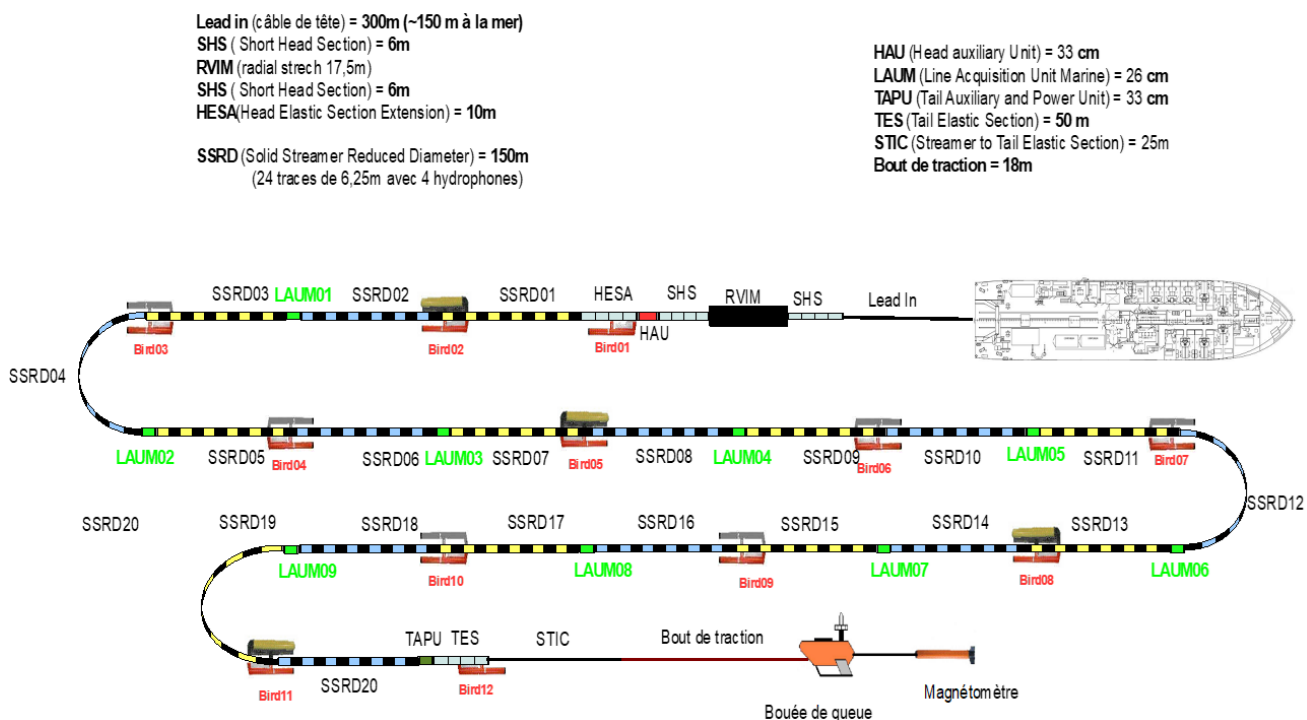 Lead in (câble de tête) = 300m (~150 m à la mer)
SHS ( Short Head Section) = 6m
RVIM (radial strech 17,5m)
SHS ( Short Head Section) = 6m
HESA(Head Elastic Section Extension) = 10m
SSRD (Solid Streamer Reduced Diameter) = 150m
(24 traces de 6,25m avec 4 hydrophones)
HAU (Head auxiliary Unit) = 33 cm
LAUM (Line Acquisition Unit Marine) = 26 cm
TAPU (Tail Auxiliary and Power Unit) = 33 cm
TES (Tail Elastic Section) = 50 m
STIC (Streamer to Tail Elastic Section) = 25m
Bout de traction = 18m
SSRD03 LAUM01 SSRD02 SSRD01 HESA SHS RVIM SHS Lead In
Bird03 Bird02 Bird01 HAU
SSRD04
LAUM02 SSRD05 Bird04 SSRD06 LAUM03 SSRD07 Bird05 SSRD08 LAUM04 SSRD09 Bird06 SSRD10 LAUM05 SSRD11 Bird07
SSRD12
SSRD20 SSRD19 SSRD18 SSRD17 SSRD16 SSRD15 SSRD14 SSRD13
LAUM09 Bird10 LAUM08 Bird09 LAUM07 Bird08 LAUM06
TAPU TES STIC Bout de traction
Bird11 SSRD20 Bird12 Magnétomètre
Bouée de queue